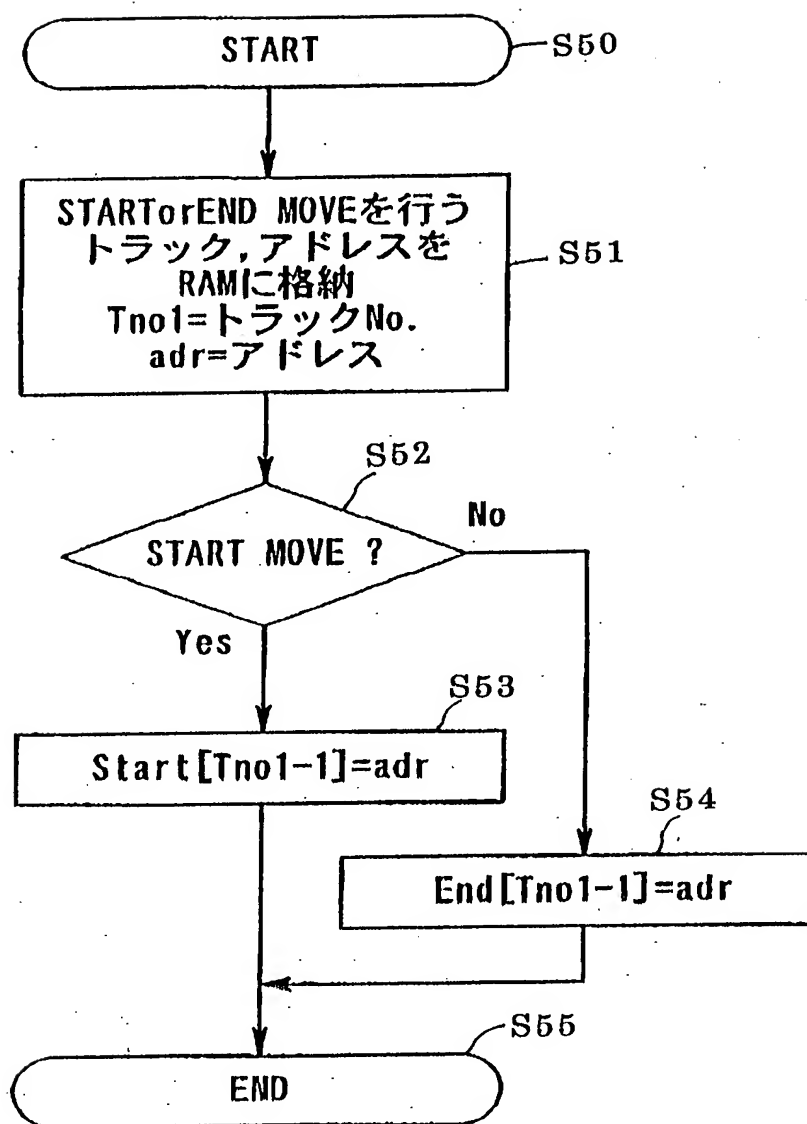 START
S50
STARTorEND MOVEを行う
トラック,アドレスを
RAMに格納
Tno1=トラックNo.
adr=アドレス
S51
S52
START MOVE ?
No
Yes
S53
Start[Tno1-1]=adr
S54
End[Tno1-1]=adr
S55
END